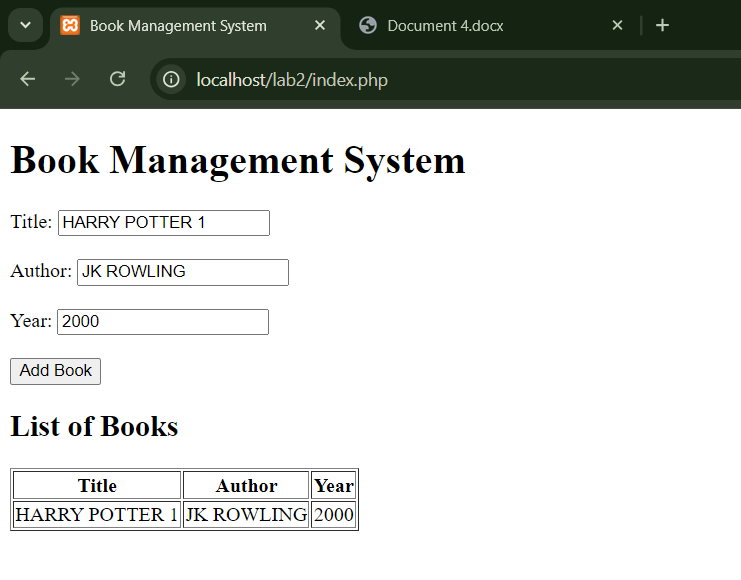 Book Management System
Document 4.docx
localhost/lab2/index.php
Book Management System
Title: HARRY POTTER 1
Author: JK ROWLING
Year: 2000
Add Book
List of Books
Title Author Year
HARRY POTTER 1 JK ROWLING 2000